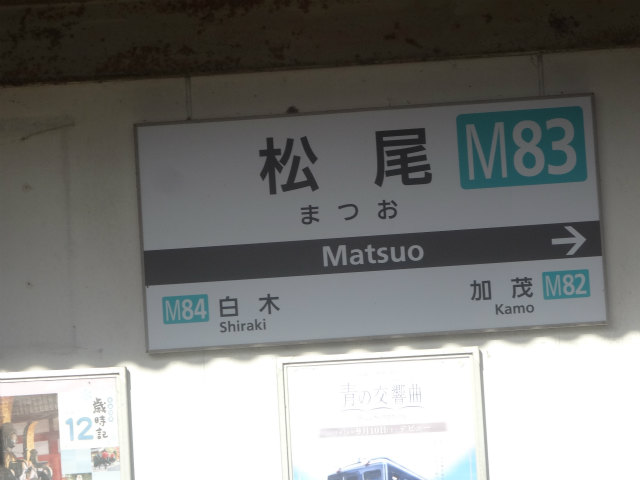 松尾 M83
まつお
Matsuo
M84 白木 加茂 M82
Shiraki Kamo
歳時記
12
青の交響曲